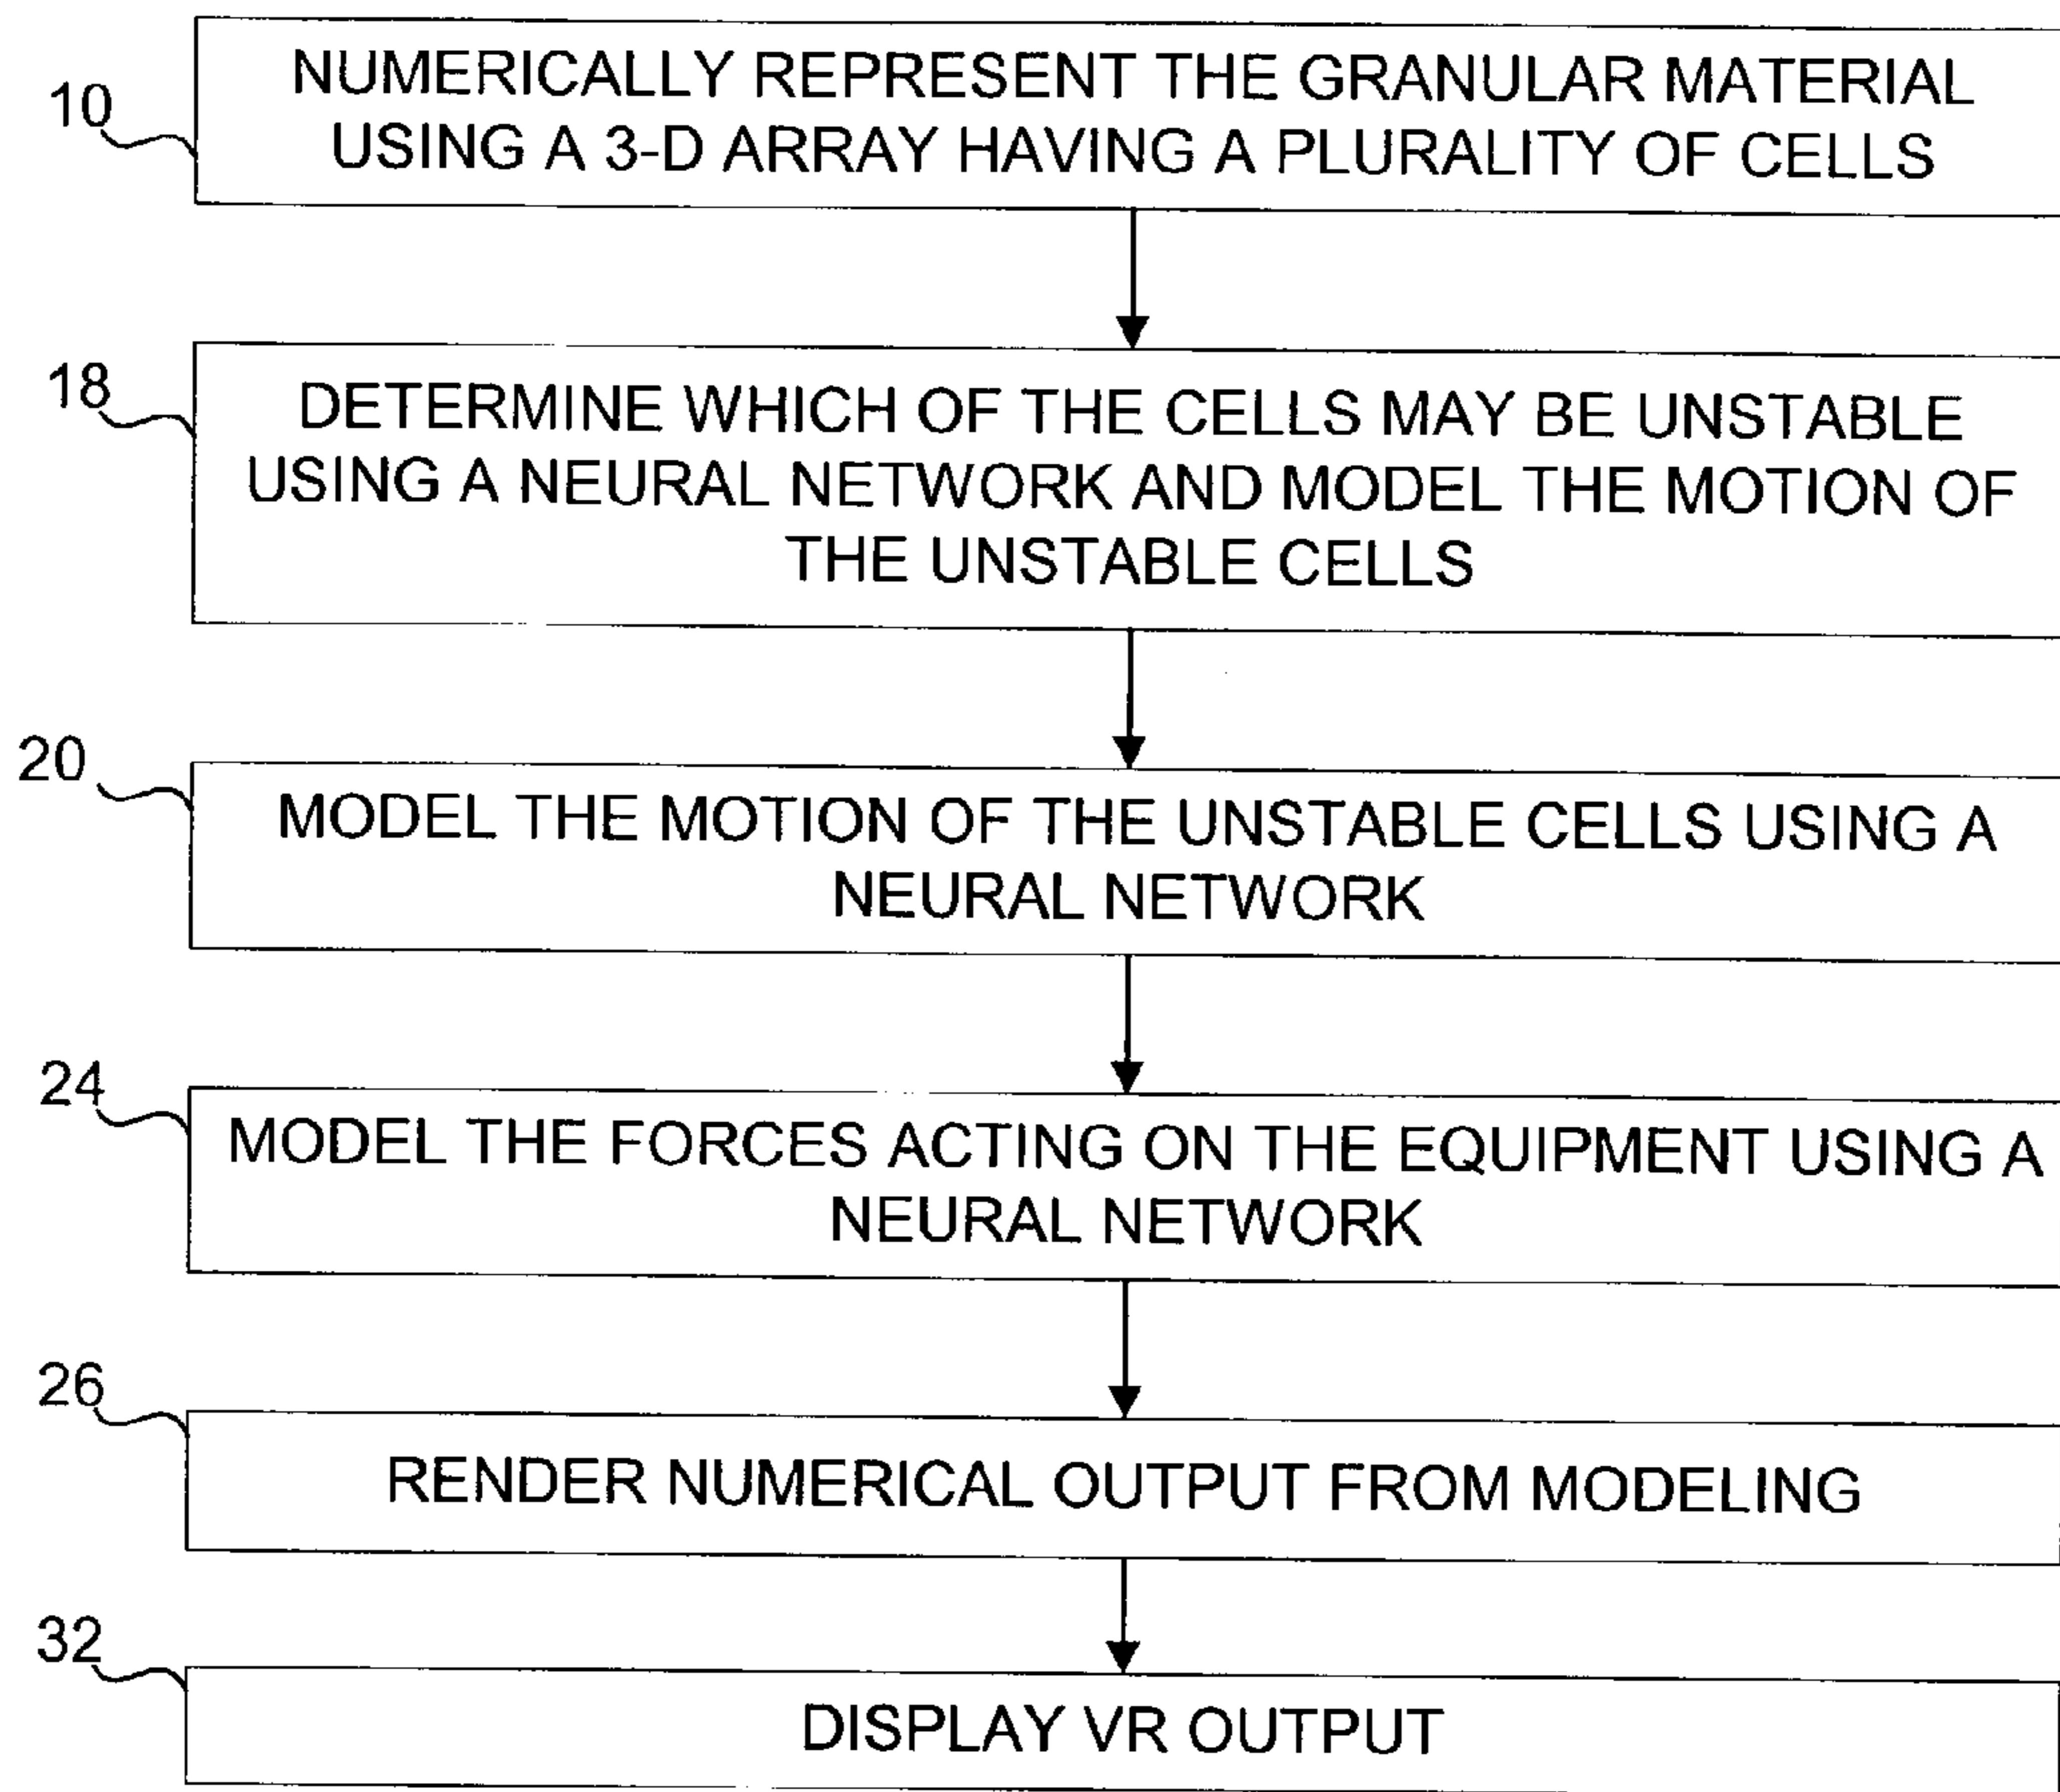 10
NUMERICALLY REPRESENT THE GRANULAR MATERIAL
USING A 3-D ARRAY HAVING A PLURALITY OF CELLS
18
DETERMINE WHICH OF THE CELLS MAY BE UNSTABLE
USING A NEURAL NETWORK AND MODEL THE MOTION OF
THE UNSTABLE CELLS
20
MODEL THE MOTION OF THE UNSTABLE CELLS USING A
NEURAL NETWORK
24
MODEL THE FORCES ACTING ON THE EQUIPMENT USING A
NEURAL NETWORK
26
RENDER NUMERICAL OUTPUT FROM MODELING
32
DISPLAY VR OUTPUT